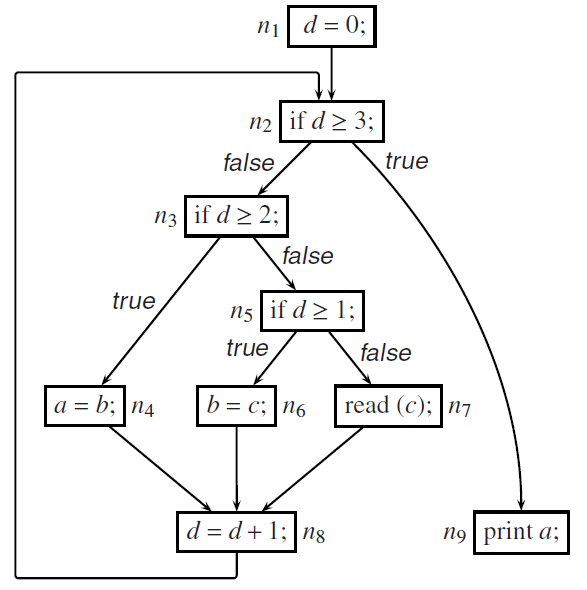 n1 d = 0;
n2 if d ≥ 3;
false true
n3 if d ≥ 2;
false
true
n5 if d ≥ 1;
true false
a = b; n4 b = c; n6 read (c); n7
d = d + 1; n8 n9 print a;